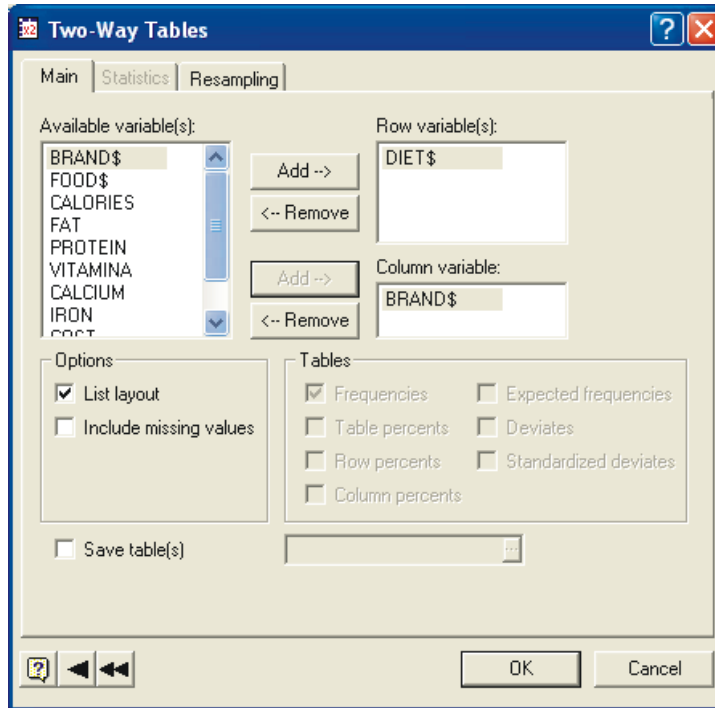 Two-Way Tables
Main Statistics Resampling
Available variable(s):
BRAND$
FOOD$
CALORIES
FAT
PROTEIN
VITAMINA
CALCIUM
IRON
COST
Add -->
<-- Remove
Add -->
<-- Remove
Row variable(s):
DIET$
Column variable:
BRAND$
Options
List layout
Include missing values
Tables
Frequencies
Expected frequencies
Table percents
Deviates
Row percents
Standardized deviates
Column percents
Save table(s)
...
OK
Cancel